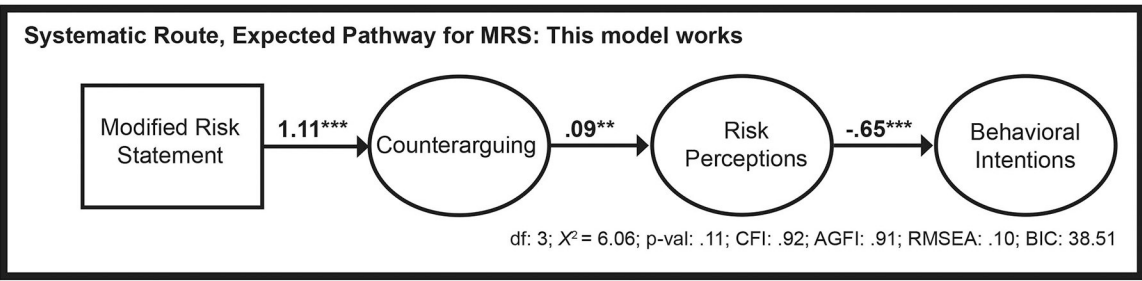 Systematic Route, Expected Pathway for MRS: This model works
Modified Risk
Statement
1.11***
Counterarguing
.09**
Risk
Perceptions
-.65***
Behavioral
Intentions
df: 3; X² = 6.06; p-val: .11; CFI: .92; AGFI: .91; RMSEA: .10; BIC: 38.51